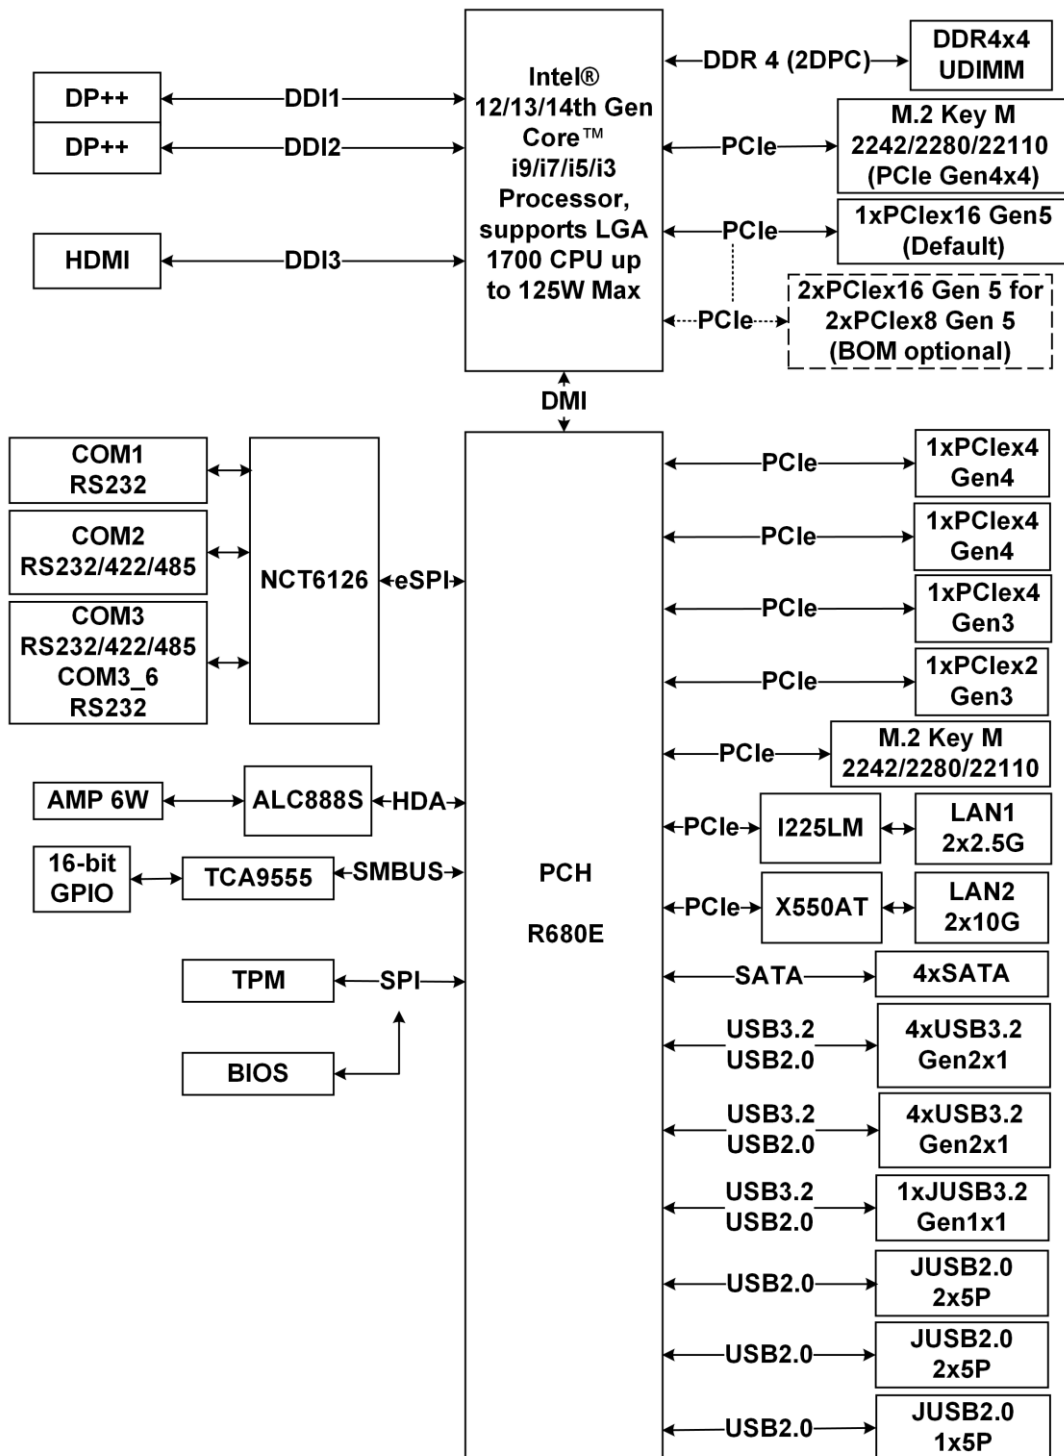 Intel®
12/13/14th Gen
Core™
i9/i7/i5/i3
Processor,
supports LGA
1700 CPU up
to 125W Max
DP++
DDI1
DP++
DDI2
HDMI
DDI3
DDR 4 (2DPC)
DDR4x4
UDIMM
PCIe
M.2 Key M
2242/2280/22110
(PCIe Gen4x4)
PCIe
1xPCIex16 Gen5
(Default)
PCIe
2xPCIex16 Gen 5 for
2xPCIex8 Gen 5
(BOM optional)
DMI
COM1
RS232
COM2
RS232/422/485
COM3
RS232/422/485
COM3_6
RS232
NCT6126
eSPI
AMP 6W
ALC888S
HDA
16-bit
GPIO
TCA9555
SMBUS
TPM
SPI
BIOS
PCH
R680E
PCIe
1xPCIex4
Gen4
PCIe
1xPCIex4
Gen4
PCIe
1xPCIex4
Gen3
PCIe
1xPCIex2
Gen3
PCIe
M.2 Key M
2242/2280/22110
PCIe
I225LM
LAN1
2x2.5G
PCIe
X550AT
LAN2
2x10G
SATA
4xSATA
USB3.2
USB2.0
4xUSB3.2
Gen2x1
USB3.2
USB2.0
4xUSB3.2
Gen2x1
USB3.2
USB2.0
1xJUSB3.2
Gen1x1
USB2.0
JUSB2.0
2x5P
USB2.0
JUSB2.0
2x5P
USB2.0
JUSB2.0
1x5P